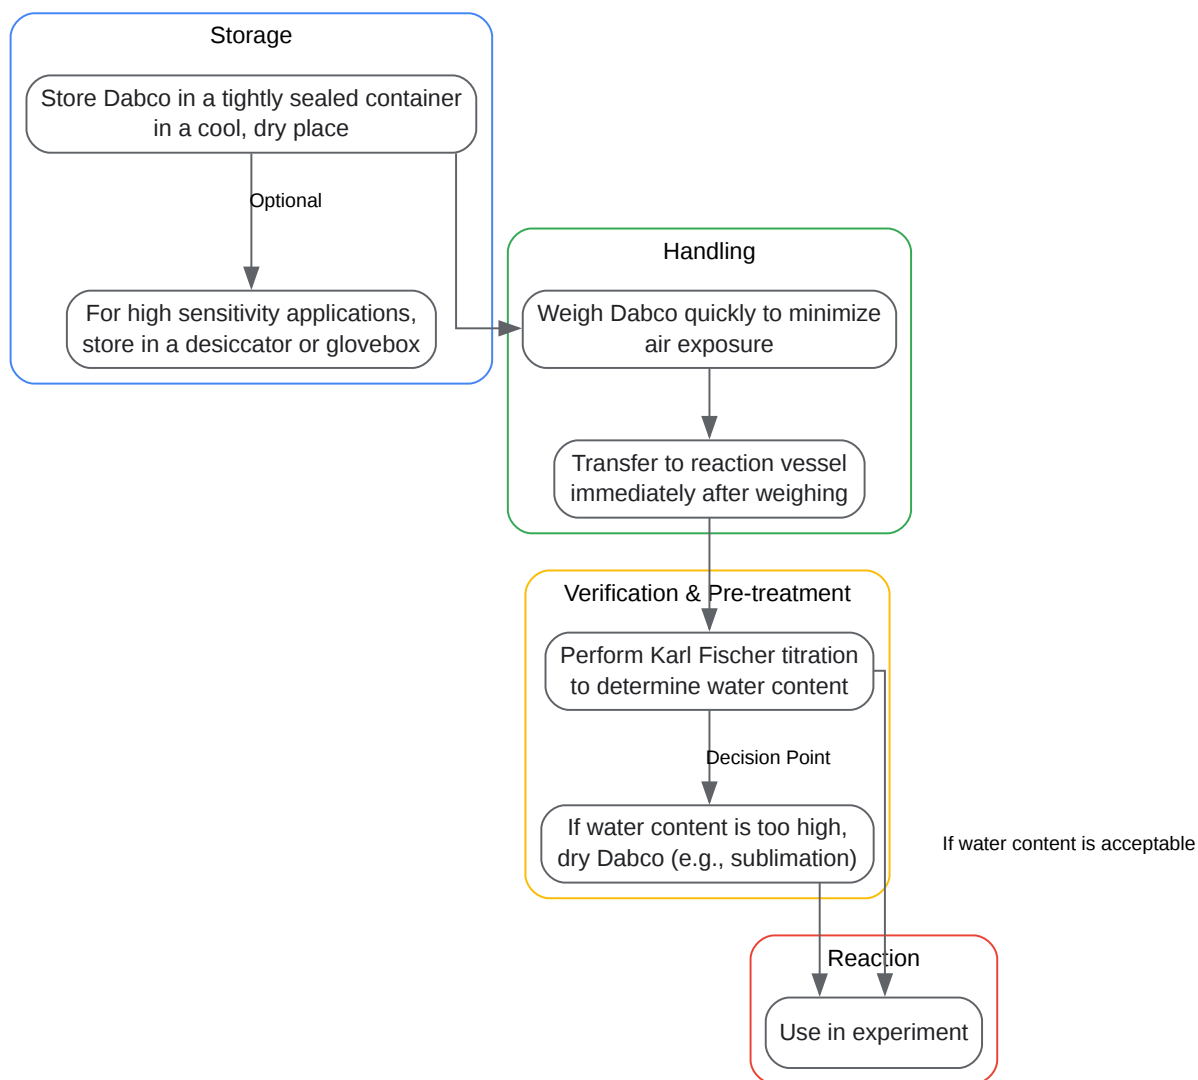 Storage
Store Dabco in a tightly sealed container
in a cool, dry place
Optional
For high sensitivity applications,
store in a desiccator or glovebox
Handling
Weigh Dabco quickly to minimize
air exposure
Transfer to reaction vessel
immediately after weighing
Verification & Pre-treatment
Perform Karl Fischer titration
to determine water content
Decision Point
If water content is too high,
dry Dabco (e.g., sublimation)
If water content is acceptable
Reaction
Use in experiment